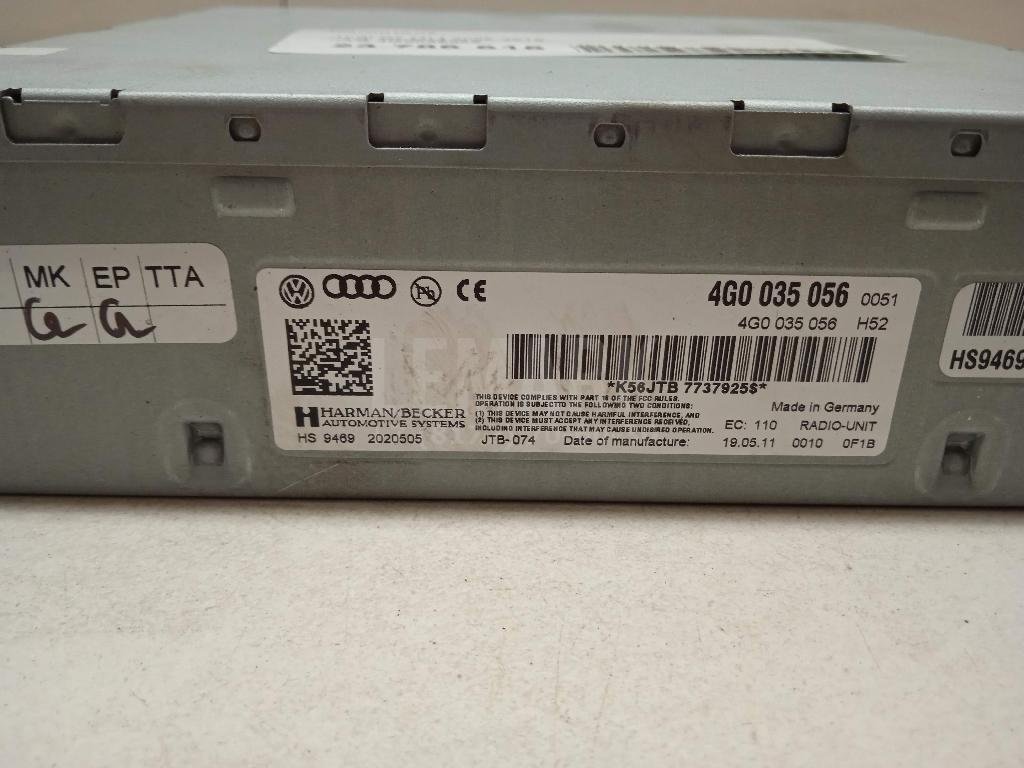 23 788 616
MK EP TTA
4G0 035 056 0051
4G0 035 056 H52
*K56JTB 7737925$*
HARMAN/BECKER
AUTOMOTIVE SYSTEMS
THIS DEVICE COMPLIES WITH PART 15 OF THE FCC RULES.
OPERATION IS SUBJECT TO THE FOLLOWING TWO CONDITIONS:
(1) THIS DEVICE MAY NOT CAUSE HARMFUL INTERFERENCE, AND
(2) THIS DEVICE MUST ACCEPT ANY INTERFERENCE RECEIVED,
INCLUDING INTERFERENCE THAT MAY CAUSE UNDESIRED OPERATION.
Made in Germany
EC: 110 RADIO-UNIT
HS 9469 2020505 JTB-074 Date of manufacture: 19.05.11 0010 0F1B
HS9469